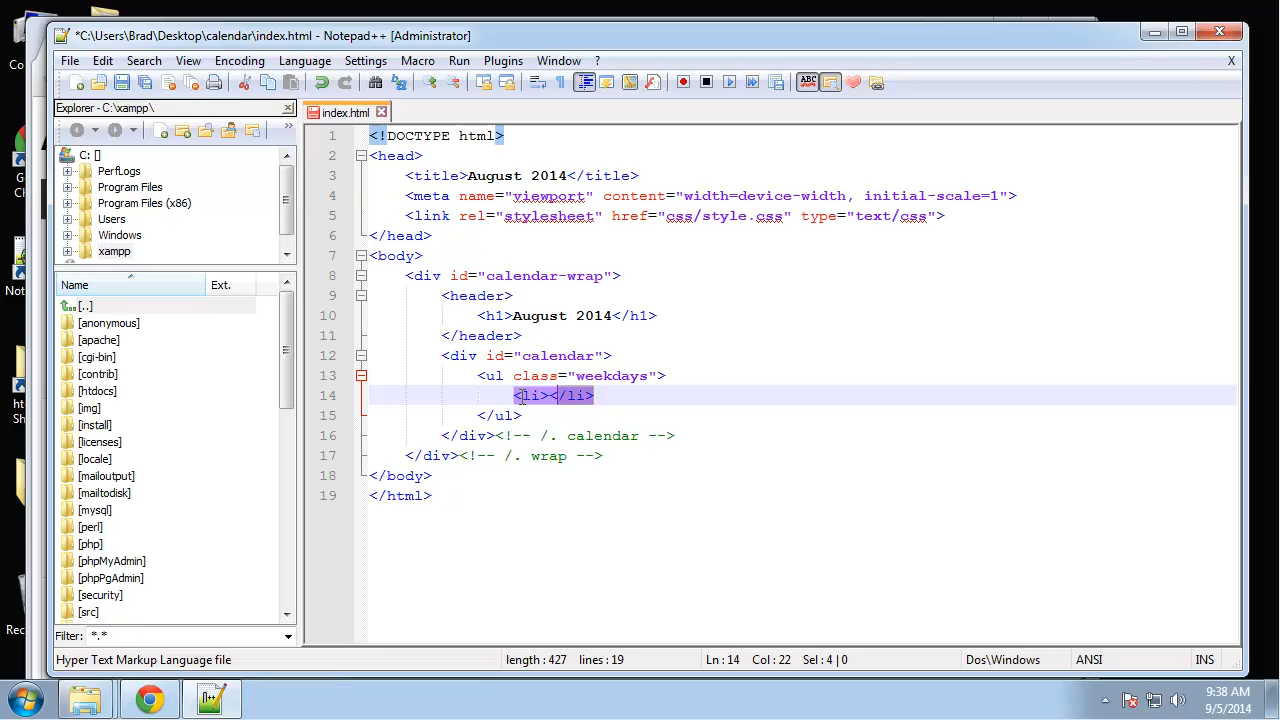 *C:\Users\Brad\Desktop\calendar\index.html - Notepad++ [Administrator]
File Edit Search View Encoding Language Settings Macro Run Plugins Window ? X
Explorer - C:\xampp\
index.html
C: []
PerfLogs
Program Files
Program Files (x86)
Users
Windows
xampp
Name Ext.
[..]
[anonymous]
[apache]
[cgi-bin]
[contrib]
[htdocs]
[img]
[install]
[licenses]
[locale]
[mailoutput]
[mailtodisk]
[mysql]
[perl]
[php]
[phpMyAdmin]
[phpPgAdmin]
[security]
[src]
Filter: *.*
1 <!DOCTYPE html>
2 <head>
3 <title>August 2014</title>
4 <meta name="viewport" content="width=device-width, initial-scale=1">
5 <link rel="stylesheet" href="css/style.css" type="text/css">
6 </head>
7 <body>
8 <div id="calendar-wrap">
9 <header>
10 <h1>August 2014</h1>
11 </header>
12 <div id="calendar">
13 <ul class="weekdays">
14 <li></li>
15 </ul>
16 </div><!-- /. calendar -->
17 </div><!-- /. wrap -->
18 </body>
19 </html>
Hyper Text Markup Language file length : 427 lines : 19 Ln : 14 Col : 22 Sel : 4 | 0 Dos\Windows ANSI INS
9:38 AM
9/5/2014